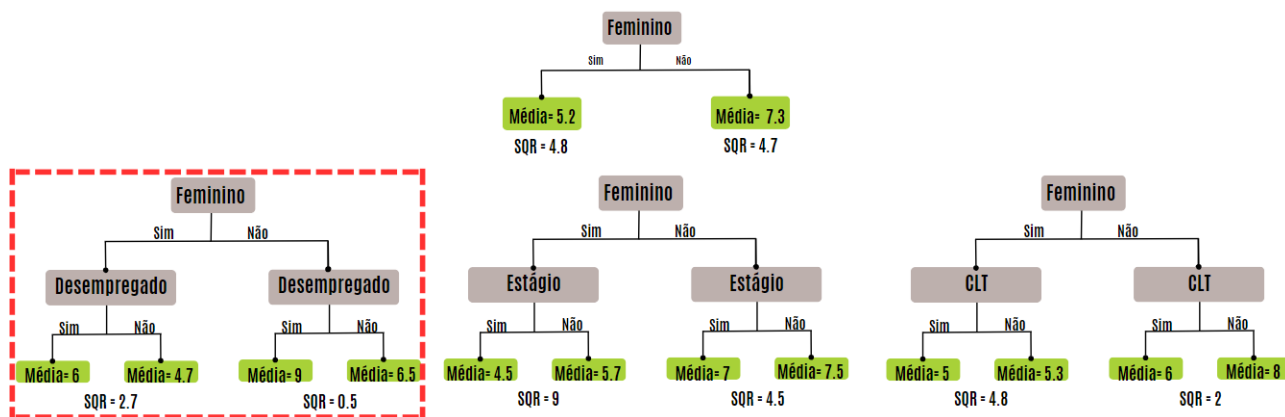 Feminino
Sim Não
Média= 5.2 Média= 7.3
SQR = 4.8 SQR = 4.7
Feminino
Sim Não
Desempregado Desempregado
Sim Não Sim Não
Média= 6 Média= 4.7 Média= 9 Média= 6.5
SQR = 2.7 SQR = 0.5
Feminino
Sim Não
Estágio Estágio
Sim Não Sim Não
Média= 4.5 Média= 5.7 Média= 7 Média= 7.5
SQR = 9 SQR = 4.5
Feminino
Sim Não
CLT CLT
Sim Não Sim Não
Média= 5 Média= 5.3 Média= 6 Média= 8
SQR = 4.8 SQR = 2